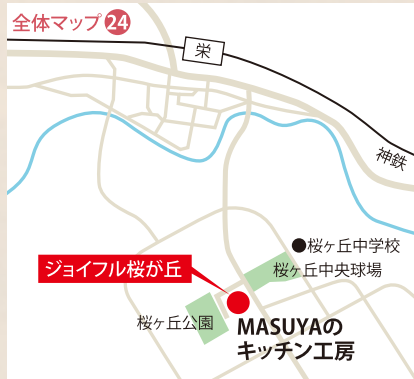 全体マップ24
栄
神鉄
桜ヶ丘中学校
桜ヶ丘中央球場
ジョイフル桜が丘
桜ヶ丘公園
MASUYAの
キッチン工房